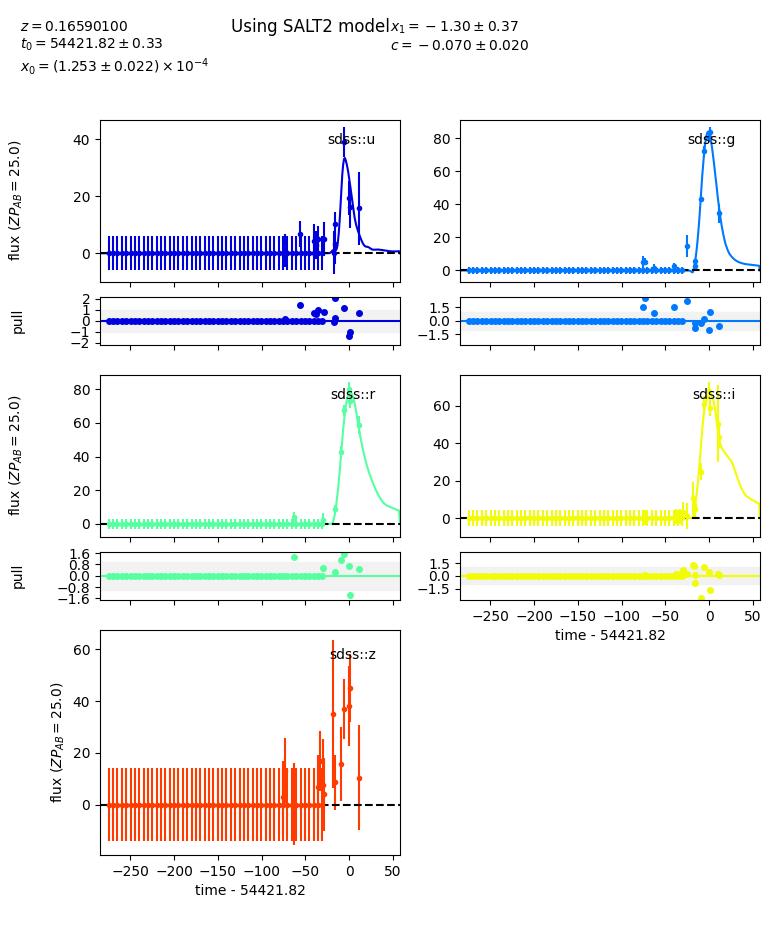 Using SALT2 model
z = 0.16590100
t0 = 54421.82 ± 0.33
x0 = (1.253 ± 0.022) × 10^−4
x1 = −1.30 ± 0.37
c = −0.070 ± 0.020
sdss::u
flux (ZP_AB = 25.0)
40
20
0
sdss::g
80
60
40
20
0
pull
2
1
0
−1
−2
1.5
0.0
−1.5
sdss::r
flux (ZP_AB = 25.0)
80
60
40
20
0
sdss::i
60
40
20
0
pull
1.6
0.8
0.0
−0.8
−1.6
1.5
0.0
−1.5
−250 −200 −150 −100 −50 0 50
time - 54421.82
sdss::z
flux (ZP_AB = 25.0)
60
40
20
0
−250 −200 −150 −100 −50 0 50
time - 54421.82